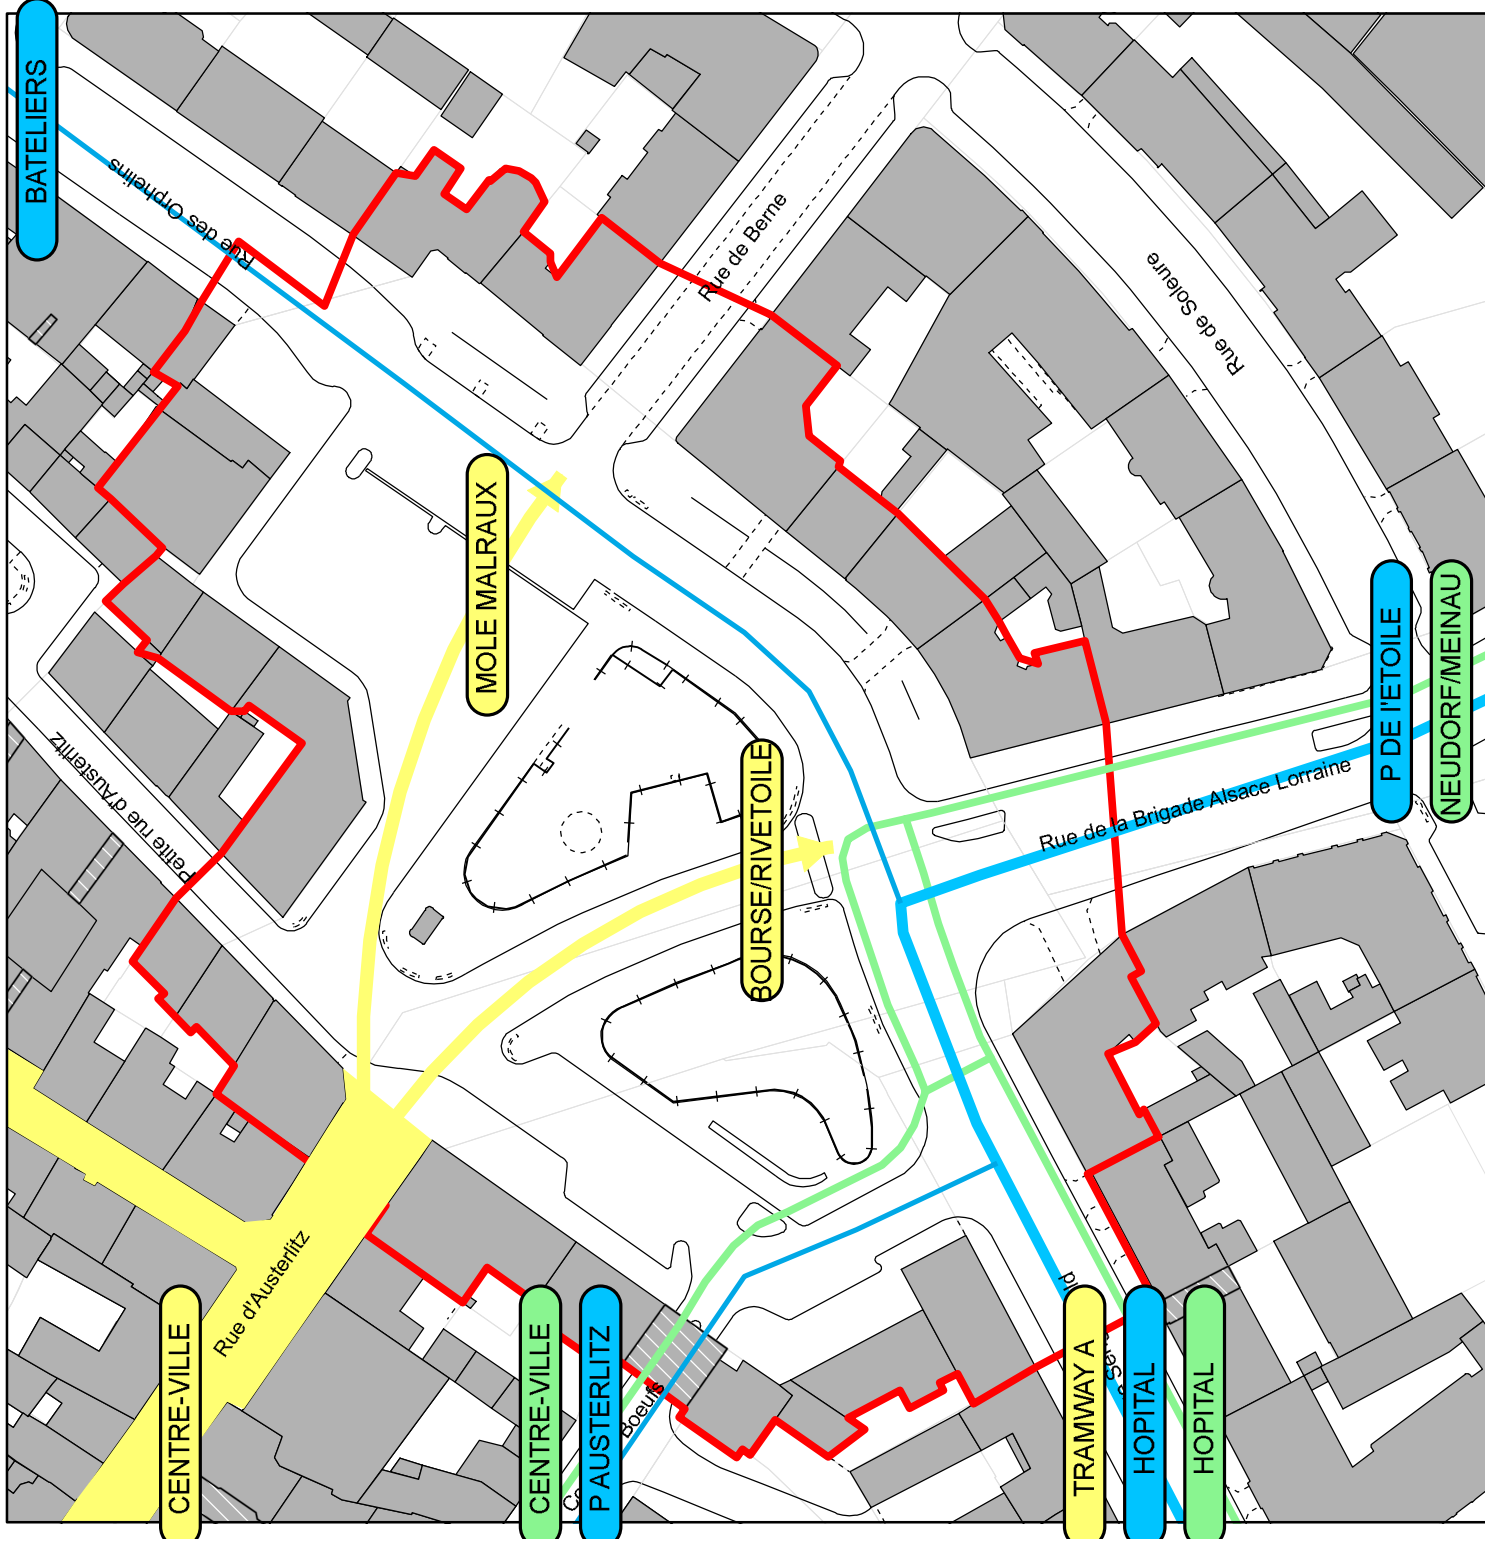 BATELIERS
Rue des Orphelins
Rue de Berne
Rue de Soleure
MOLE MALRAUX
P DE l'ETOILE
NEUDORF/MEINAU
Petite rue d'Austerlitz
BOURSE/RIVETOILE
Rue de la Brigade Alsace Lorraine
Rue d'Austerlitz
CENTRE-VILLE
CENTRE-VILLE
P AUSTERLITZ
Boeufs
TRAMWAY A
HOPITAL
HOPITAL